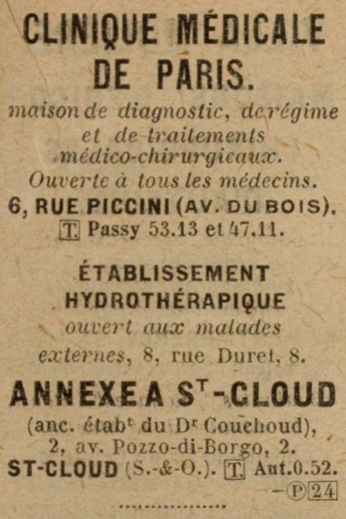 CLINIQUE MÉDICALE
DE PARIS.
maison de diagnostic, de régime
et de traitements
médico-chirurgicaux.
Ouverte à tous les médecins.
6, RUE PICCINI (AV. DU BOIS).
T. Passy 53.13 et 47.11.
ÉTABLISSEMENT
HYDROTHÉRAPIQUE
ouvert aux malades
externes, 8, rue Duret, 8.
ANNEXE A Sᵀ-CLOUD
(anc. étabᵗ du Dʳ Couchoud),
2, av. Pozzo-di-Borgo, 2.
ST-CLOUD (S.-&-O.). T. Aut.0.52.
—Ⓟ24